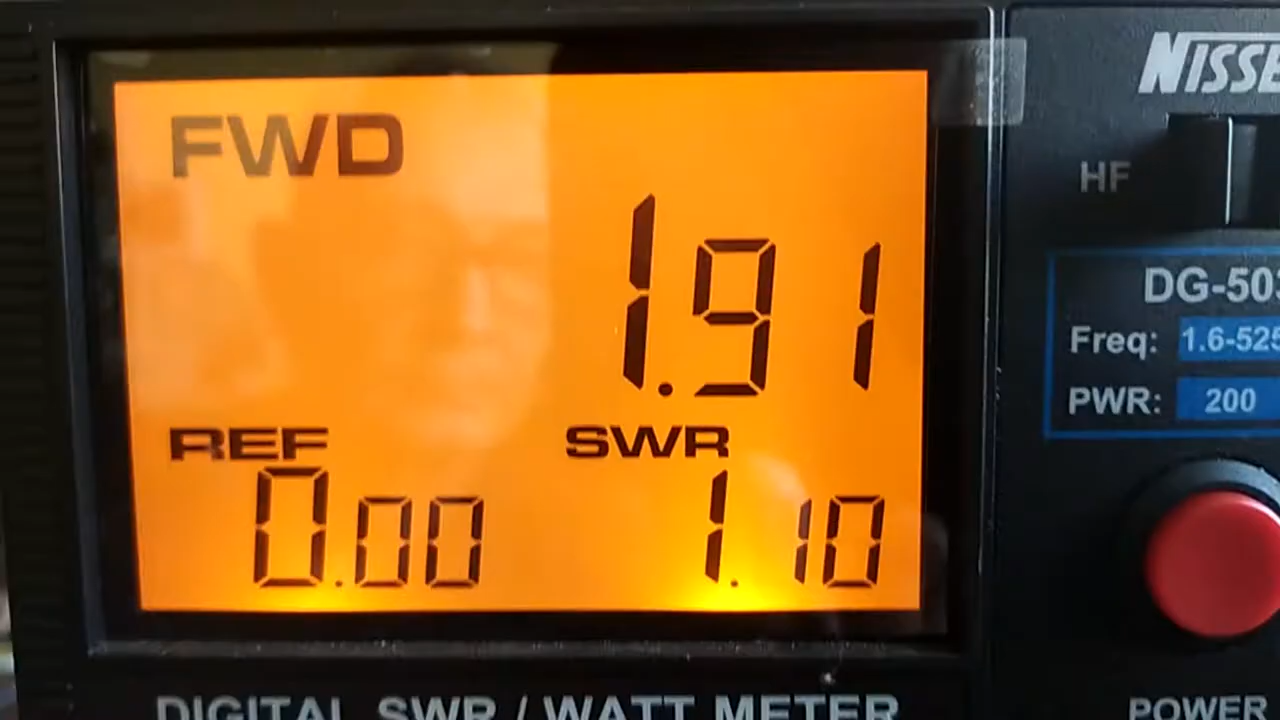 FWD
1.91
REF
0.00
SWR
1.10
NISSE
HF
DG-503
Freq: 1.6-525
PWR: 200
POWER
DIGITAL SWR / WATT METER